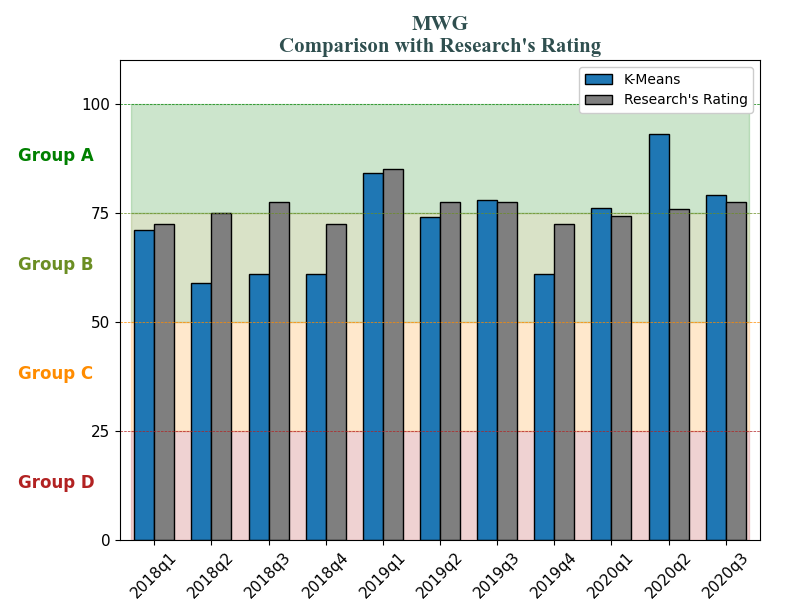 MWG
Comparison with Research's Rating
K-Means
Research's Rating
100
Group A
75
Group B
50
Group C
25
Group D
0
2018q1
2018q2
2018q3
2018q4
2019q1
2019q2
2019q3
2019q4
2020q1
2020q2
2020q3